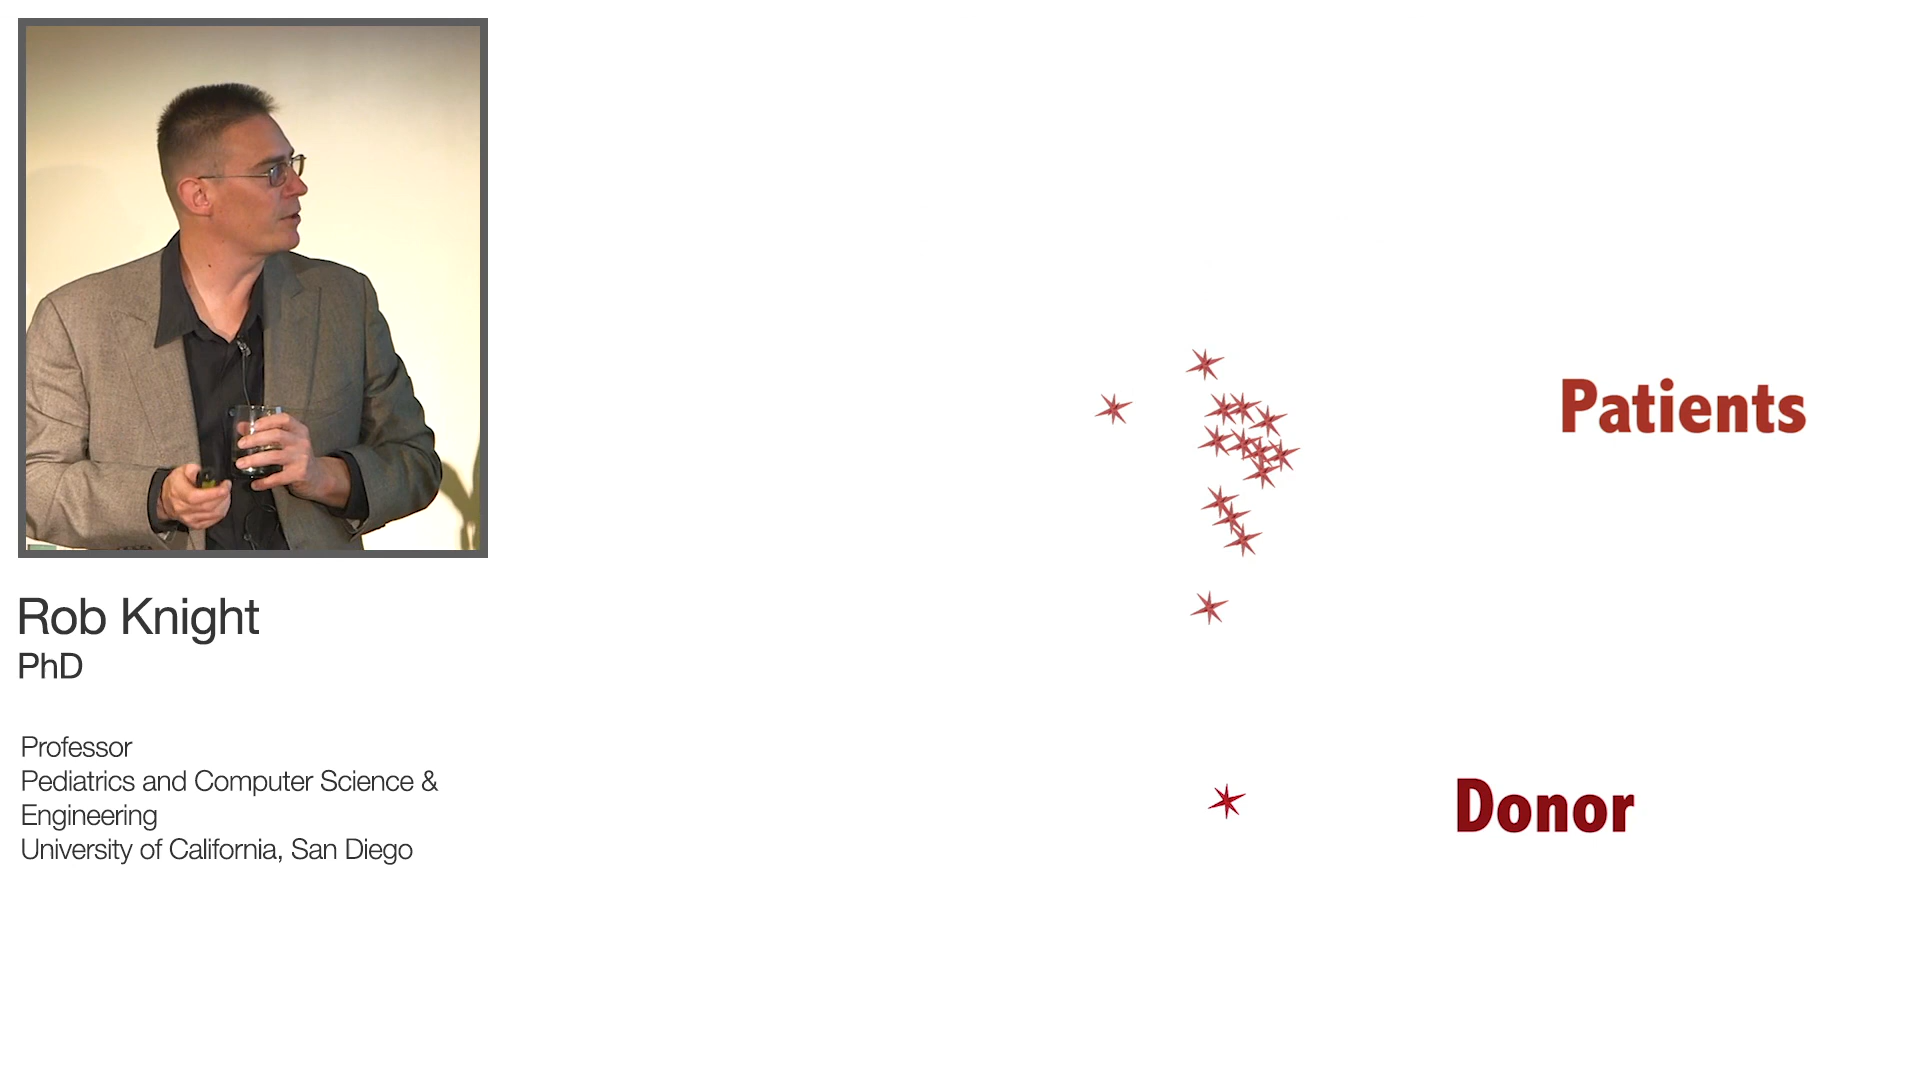 Rob Knight
PhD
Professor
Pediatrics and Computer Science &
Engineering
University of California, San Diego
Patients
Donor